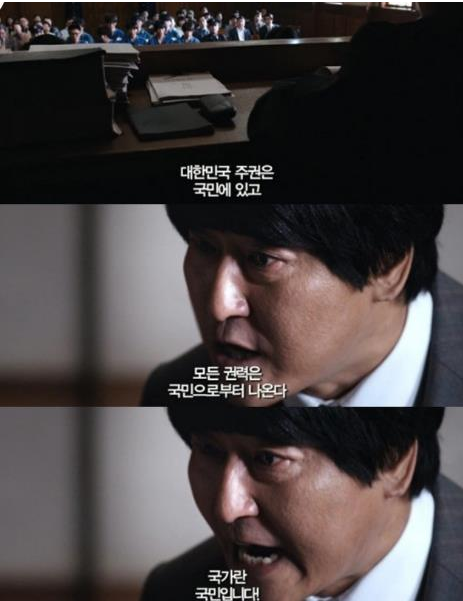 대한민국 주권은
국민에 있고
모든 권력은
국민으로부터 나온다
국가란
국민입니다!